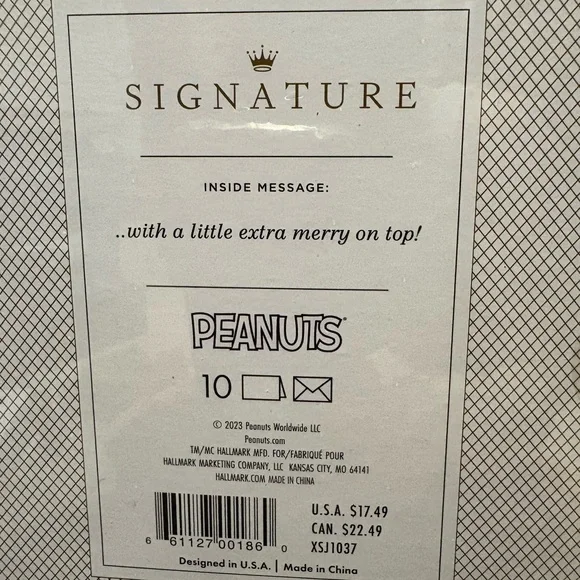 SIGNATURE
INSIDE MESSAGE:
..with a little extra merry on top!
PEANUTS
10
© 2023 Peanuts Worldwide LLC
Peanuts.com
TM/MC HALLMARK MFD. FOR/FABRIQUÉ POUR
HALLMARK MARKETING COMPANY, LLC KANSAS CITY, MO 64141
HALLMARK.COM MADE IN CHINA
U.S.A. $17.49
CAN. $22.49
XSJ1037
6 61127 00186 0
Designed in U.S.A. | Made in China